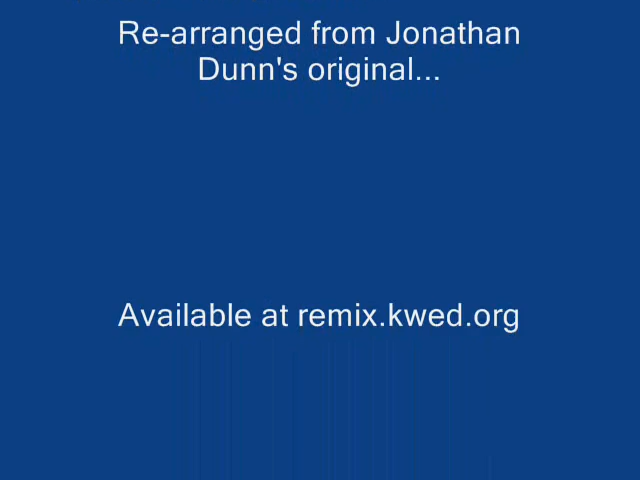 Re-arranged from Jonathan
Dunn's original...
Available at remix.kwed.org